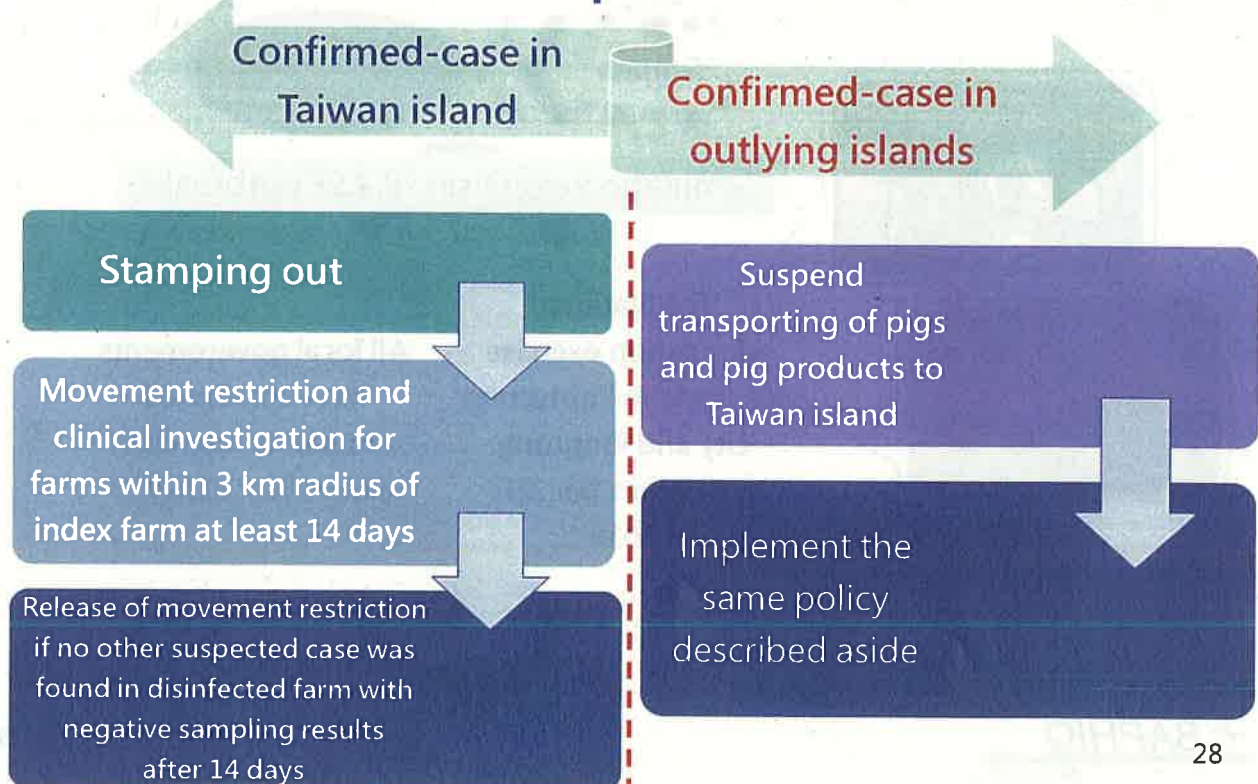 Confirmed-case in
Taiwan island
Confirmed-case in
outlying islands
Stamping out
Movement restriction and
clinical investigation for
farms within 3 km radius of
index farm at least 14 days
Release of movement restriction
if no other suspected case was
found in disinfected farm with
negative sampling results
after 14 days
Suspend
transporting of pigs
and pig products to
Taiwan island
Implement the
same policy
described aside
28